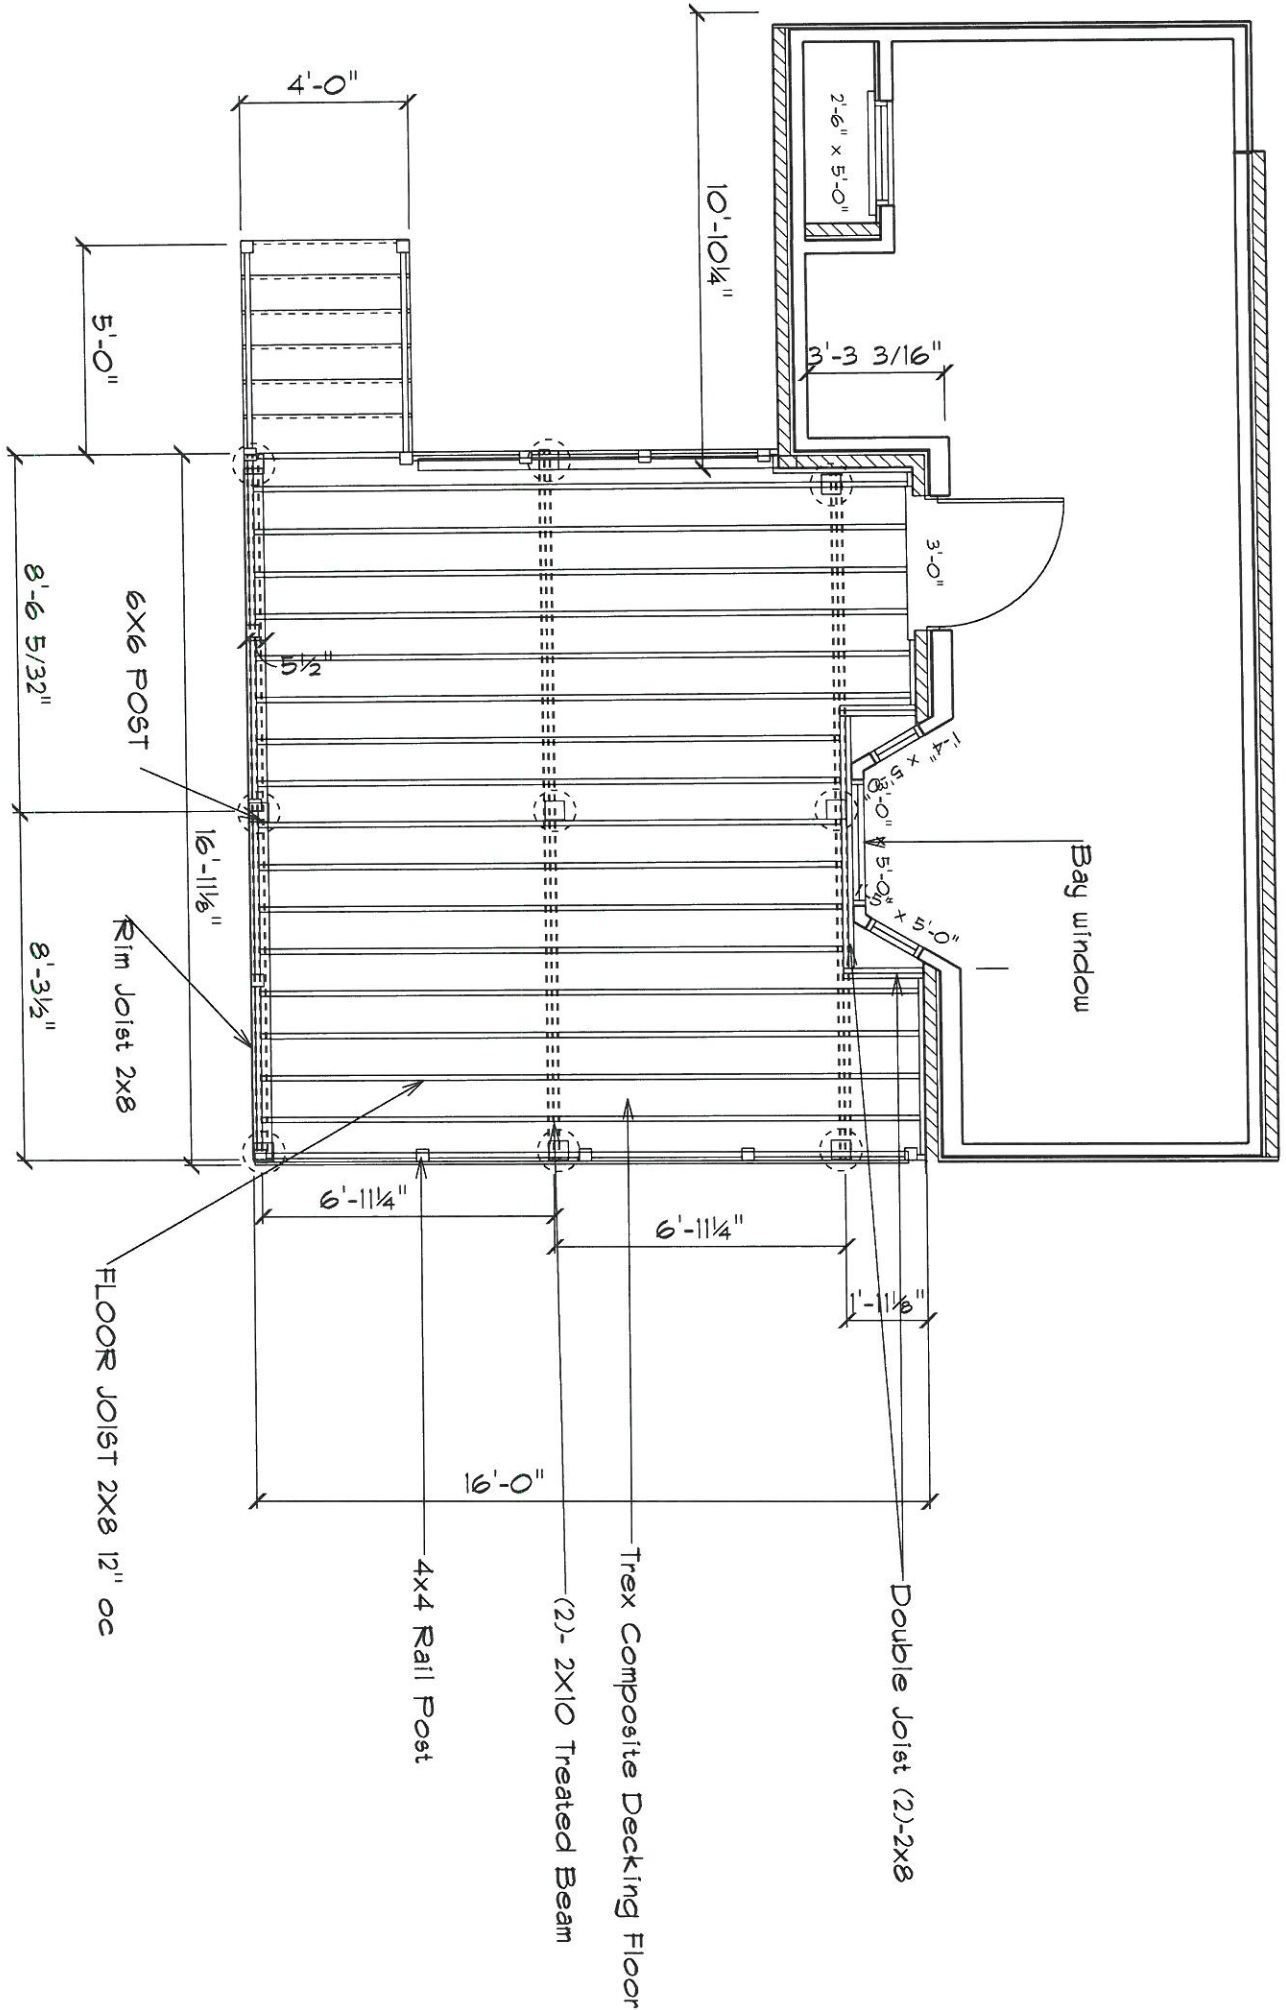 4'-0"
10'-10¼"
2'-6" x 5'-0"
5'-0"
3'-3 3/16"
3'-0"
8'-6 5/32"
6X6 POST
5½"
1'-4" x 5'-0"
3'-0" x 5'-0"
x 5'-0"
Bay window
16'-11⅛"
8'-3½"
Rim Joist 2x8
6'-11¼"
6'-11¼"
1'-11⅛"
FLOOR JOIST 2X8 12" oc
16'-0"
4x4 Rail Post
(2)- 2X10 Treated Beam
Trex Composite Decking Floor
Double Joist (2)-2x8